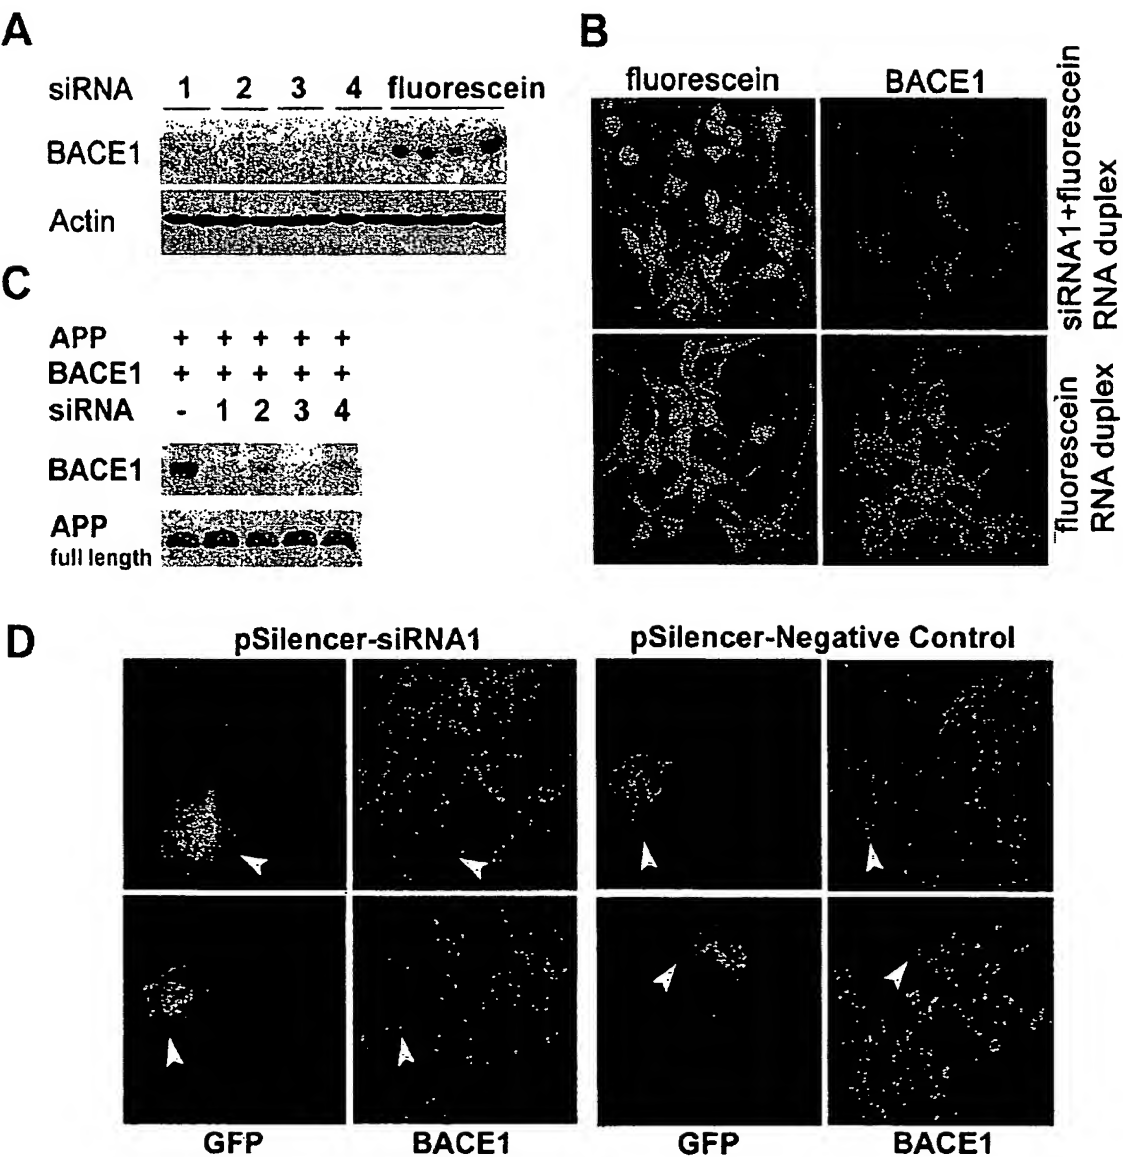 A
siRNA 1 2 3 4 fluorescein
BACE1
Actin
B
fluorescein BACE1
siRNA1+fluorescein
RNA duplex
fluorescein
RNA duplex
C
APP + + + + +
BACE1 + + + + +
siRNA - 1 2 3 4
BACE1
APP
full length
D
pSilencer-siRNA1 pSilencer-Negative Control
GFP BACE1 GFP BACE1